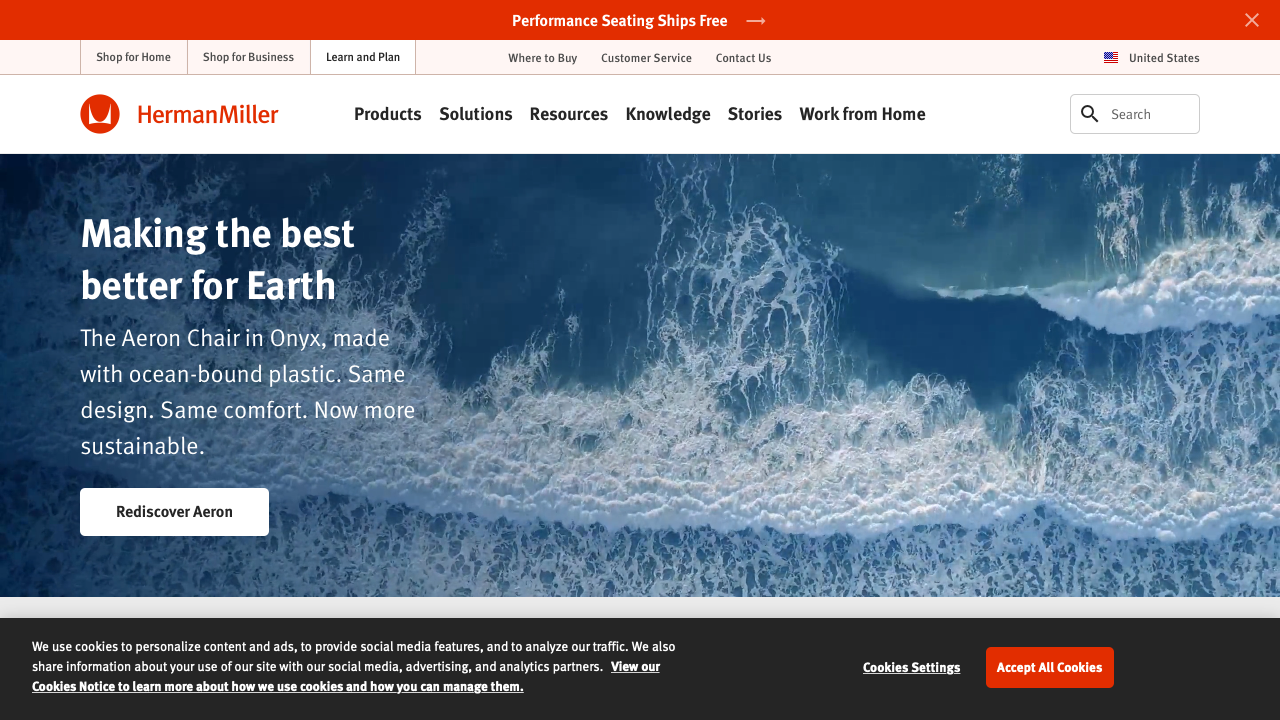 Performance Seating Ships Free
Shop for Home
Shop for Business
Learn and Plan
Where to Buy
Customer Service
Contact Us
United States
HermanMiller
Products
Solutions
Resources
Knowledge
Stories
Work from Home
Search
Making the best
better for Earth
The Aeron Chair in Onyx, made
with ocean-bound plastic. Same
design. Same comfort. Now more
sustainable.
Rediscover Aeron
We use cookies to personalize content and ads, to provide social media features, and to analyze our traffic. We also
share information about your use of our site with our social media, advertising, and analytics partners. View our
Cookies Notice to learn more about how we use cookies and how you can manage them.
Cookies Settings
Accept All Cookies